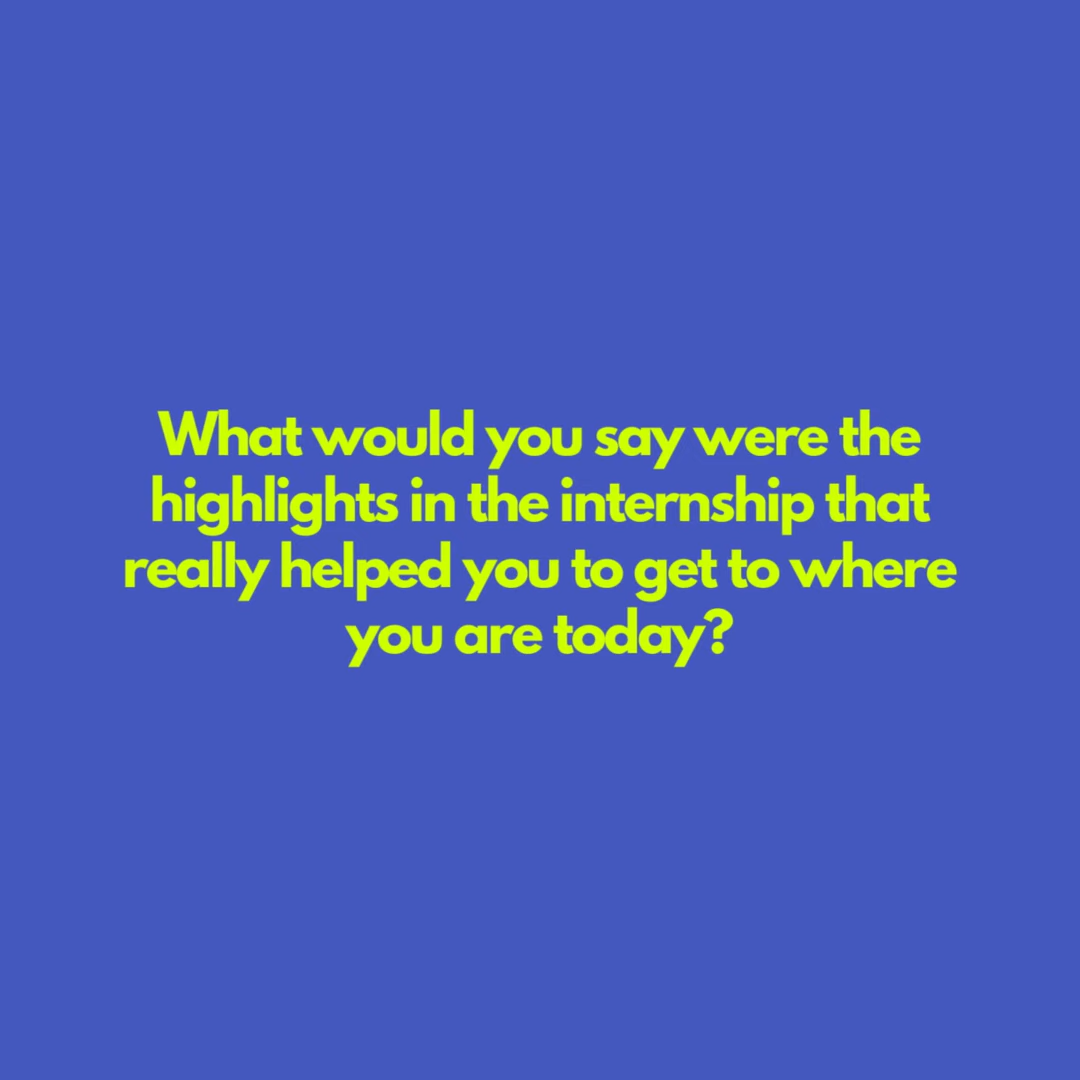 What would you say were the
highlights in the internship that
really helped you to get to where
you are today?